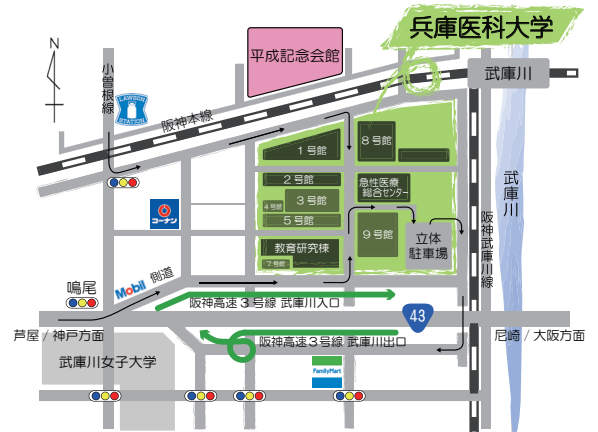 兵庫医科大学
N
平成記念会館
武庫川
小曽根線
LAWSON
STATION
阪神本線
1号館
8号館
2号館
急性医療
総合センター
3号館
4号館
5号館
コーナン
武庫川
9号館
立体
駐車場
阪神武庫川線
教育研究棟
7号館
鳴尾
Mobil
側道
阪神高速3号線 武庫川入口
43
芦屋 / 神戸方面
尼崎 / 大阪方面
阪神高速3号線 武庫川出口
武庫川女子大学
FamilyMart